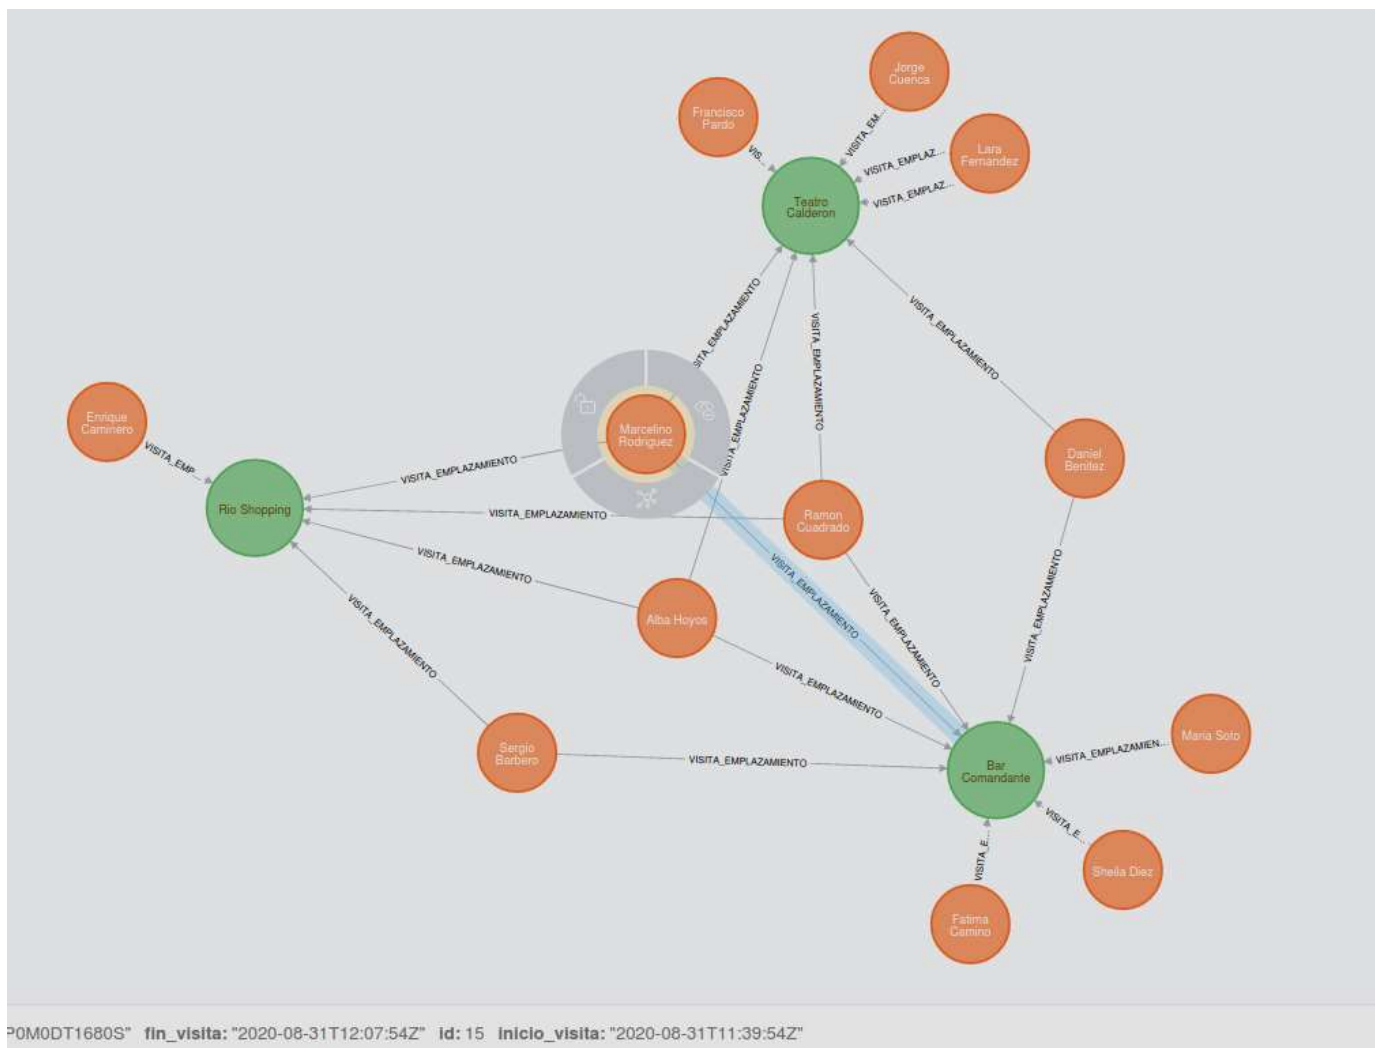 Jorge
Cuenca
Francisco
Pardo
VISITA_EM...
Lara
Fernandez
VIS...
VISITA_EMPLAZ...
VISITA_EMPLAZ...
Teatro
Calderon
SITA_EMPLAZAMIENTO
VISITA_EMPLAZAMIENTO
VISITA_EMPLAZAMIENTO
VISITA_EMPLAZAMIENTO
Enrique
Caminero
Marcelino
Rodriguez
Daniel
Benitez
VISITA_EMP...
VISITA_EMPLAZAMIENTO
Rio Shopping
VISITA_EMPLAZAMIENTO
Ramon
Cuadrado
VISITA_EMPLAZAMIENTO
VISITA_EMPLAZAMIENTO
VISITA_EMPLAZAMIENTO
VISITA_EMPLAZAMIENTO
Alba Hoyos
VISITA_EMPLAZAMIENTO
VISITA_EMPLAZAMIENTO
Sergio
Barbero
VISITA_EMPLAZAMIENTO
Maria Soto
VISITA_EMPLAZAMIEN...
Bar
Comandante
VISITA_E...
VISITA_E...
Sheila Diez
Fatima
Camino
P0M0DT1680S" fin_visita: "2020-08-31T12:07:54Z" id: 15 inicio_visita: "2020-08-31T11:39:54Z"